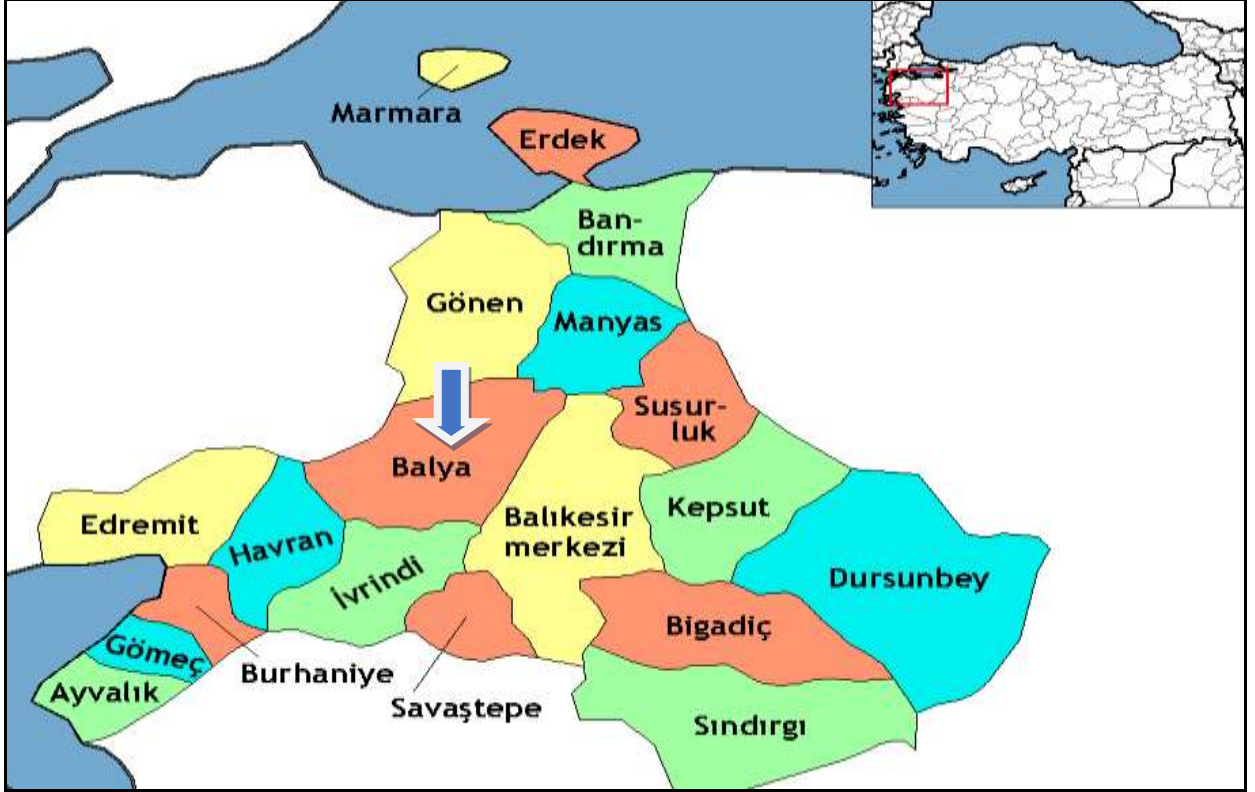 Marmara
Erdek
Ban-
dırma
Gönen
Manyas
Susur-
luk
Balya
Edremit
Havran
Balıkesir
merkezi
Kepsut
İvrindi
Dursunbey
Bigadiç
Gömeç
Burhaniye
Ayvalık
Savaştepe
Sındırgı